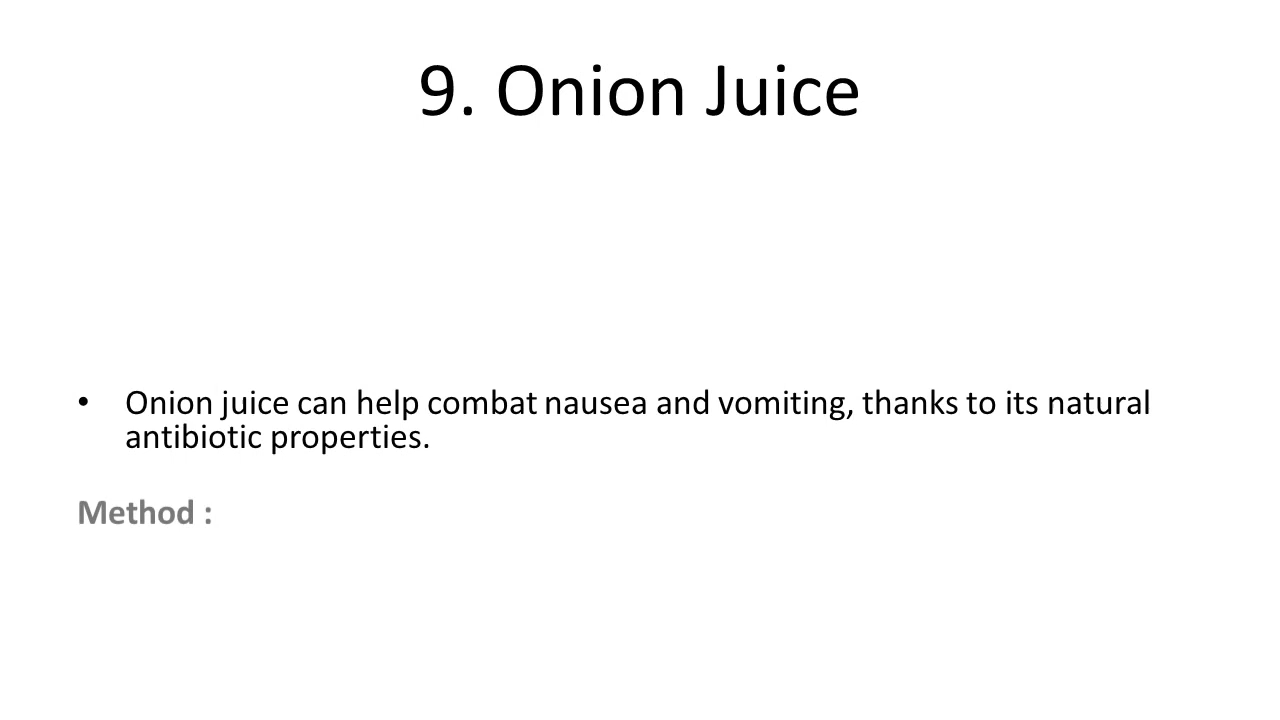 9. Onion Juice
• Onion juice can help combat nausea and vomiting, thanks to its natural
antibiotic properties.
Method :